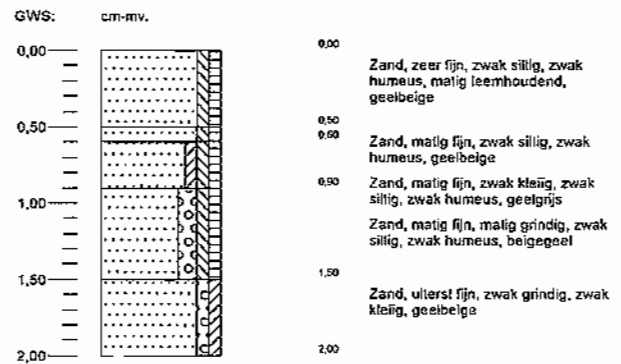 GWS: cm-mv.
0,00
0,50
1,00
1,50
2,00
0,00
Zand, zeer fijn, zwak siltig, zwak
humeus, matig leemhoudend,
geelbeige
0,50
0,60
Zand, matig fijn, zwak siltig, zwak
humeus, geelbeige
0,90
Zand, matig fijn, zwak kleiig, zwak
siltig, zwak humeus, geelgrijs
Zand, matig fijn, matig grindig, zwak
siltig, zwak humeus, beigegeel
1,50
Zand, uiterst fijn, zwak grindig, zwak
kleiig, geelbeige
2,00